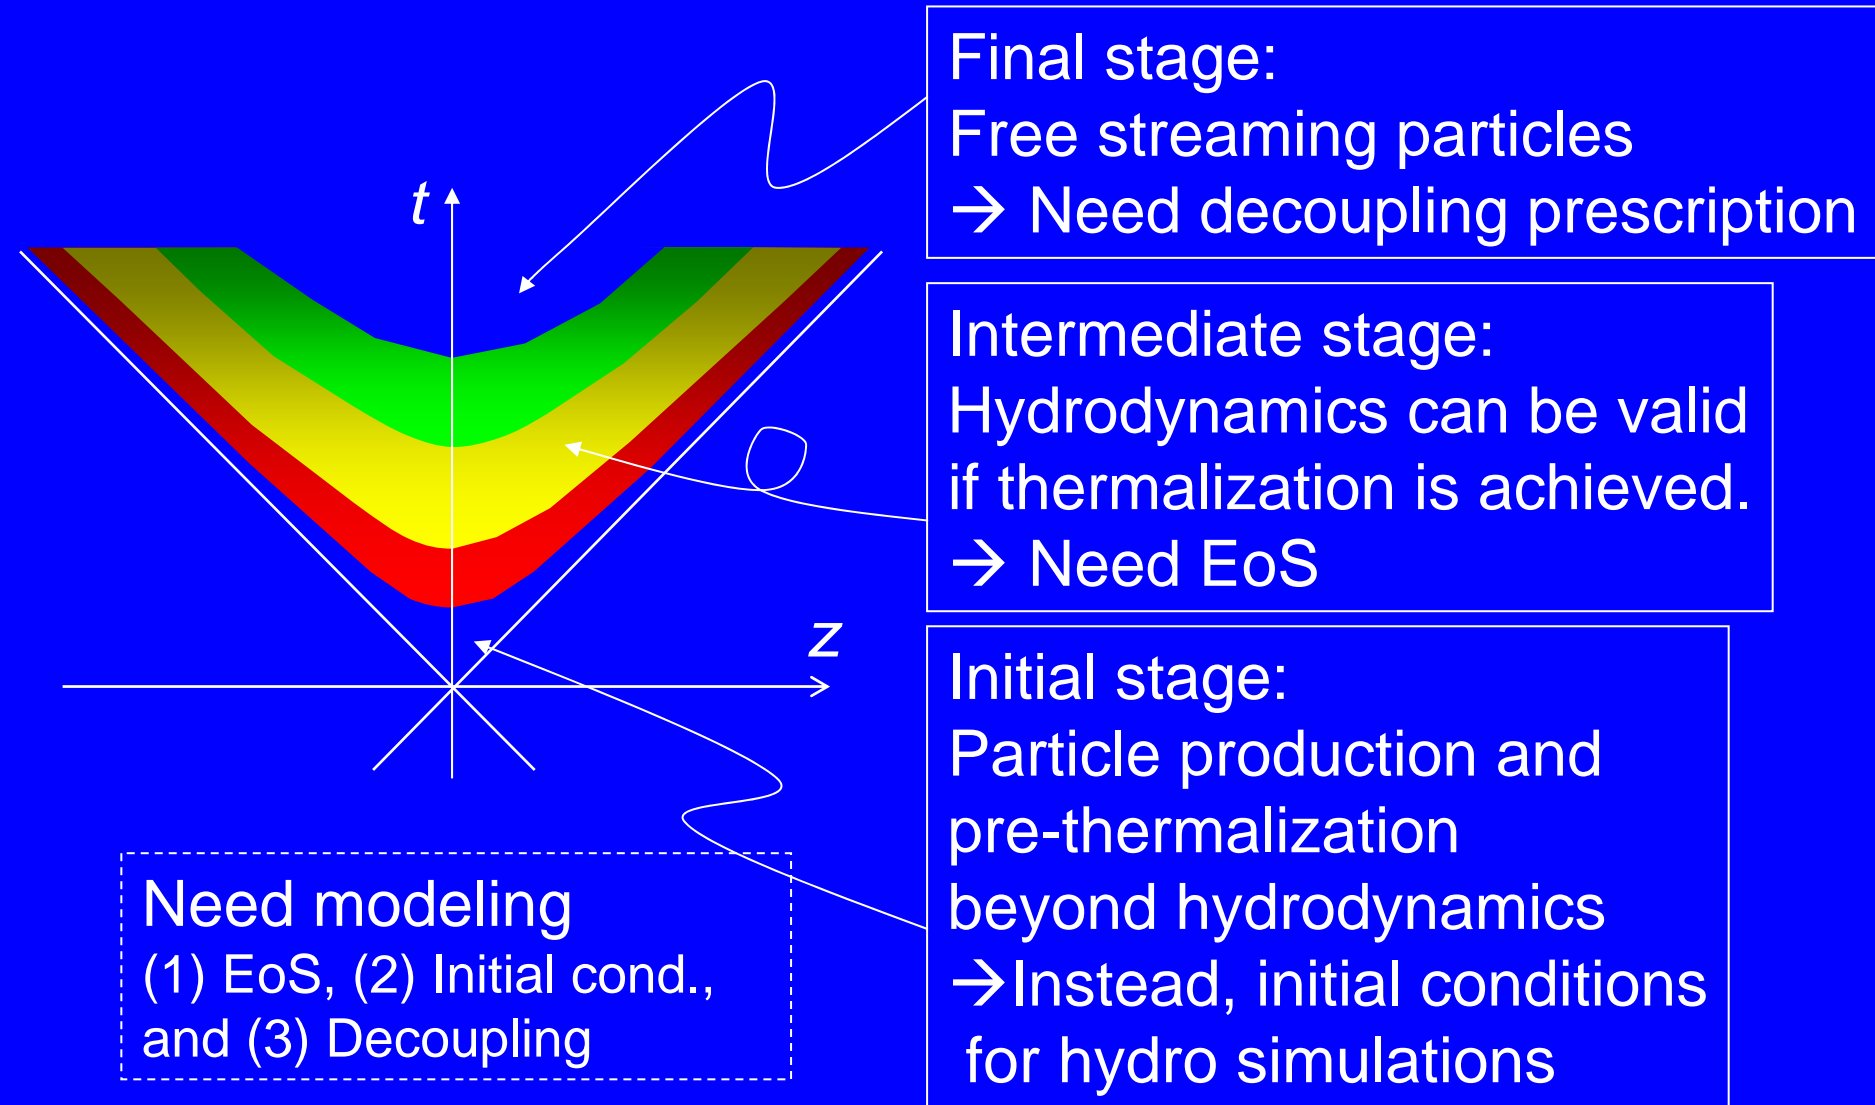 Final stage:
Free streaming particles
→ Need decoupling prescription
t
Intermediate stage:
Hydrodynamics can be valid
if thermalization is achieved.
→ Need EoS
z
Initial stage:
Particle production and
pre-thermalization
beyond hydrodynamics
→Instead, initial conditions
for hydro simulations
Need modeling
(1) EoS, (2) Initial cond.,
and (3) Decoupling